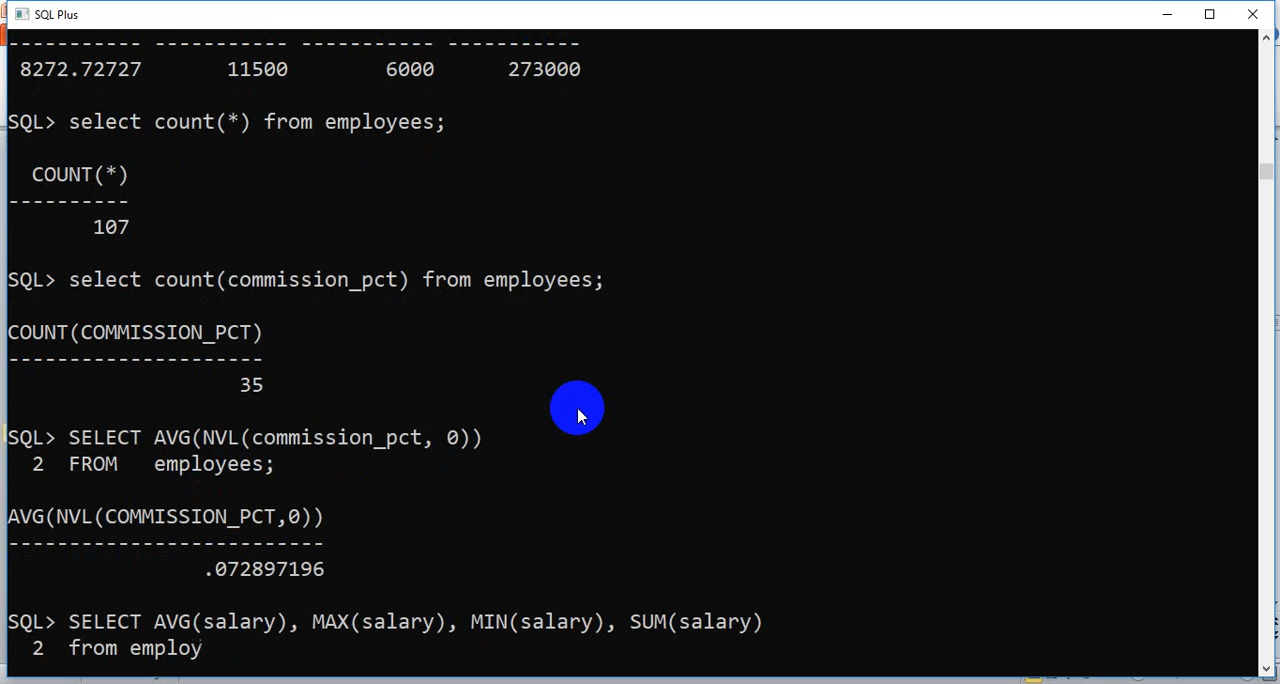 SQL Plus
----------- ----------- ----------- -----------
8272.72727 11500 6000 273000
SQL> select count(*) from employees;
COUNT(*)
----------
107
SQL> select count(commission_pct) from employees;
COUNT(COMMISSION_PCT)
---------------------
35
SQL> SELECT AVG(NVL(commission_pct, 0))
2 FROM employees;
AVG(NVL(COMMISSION_PCT,0))
--------------------------
.072897196
SQL> SELECT AVG(salary), MAX(salary), MIN(salary), SUM(salary)
2 from employ